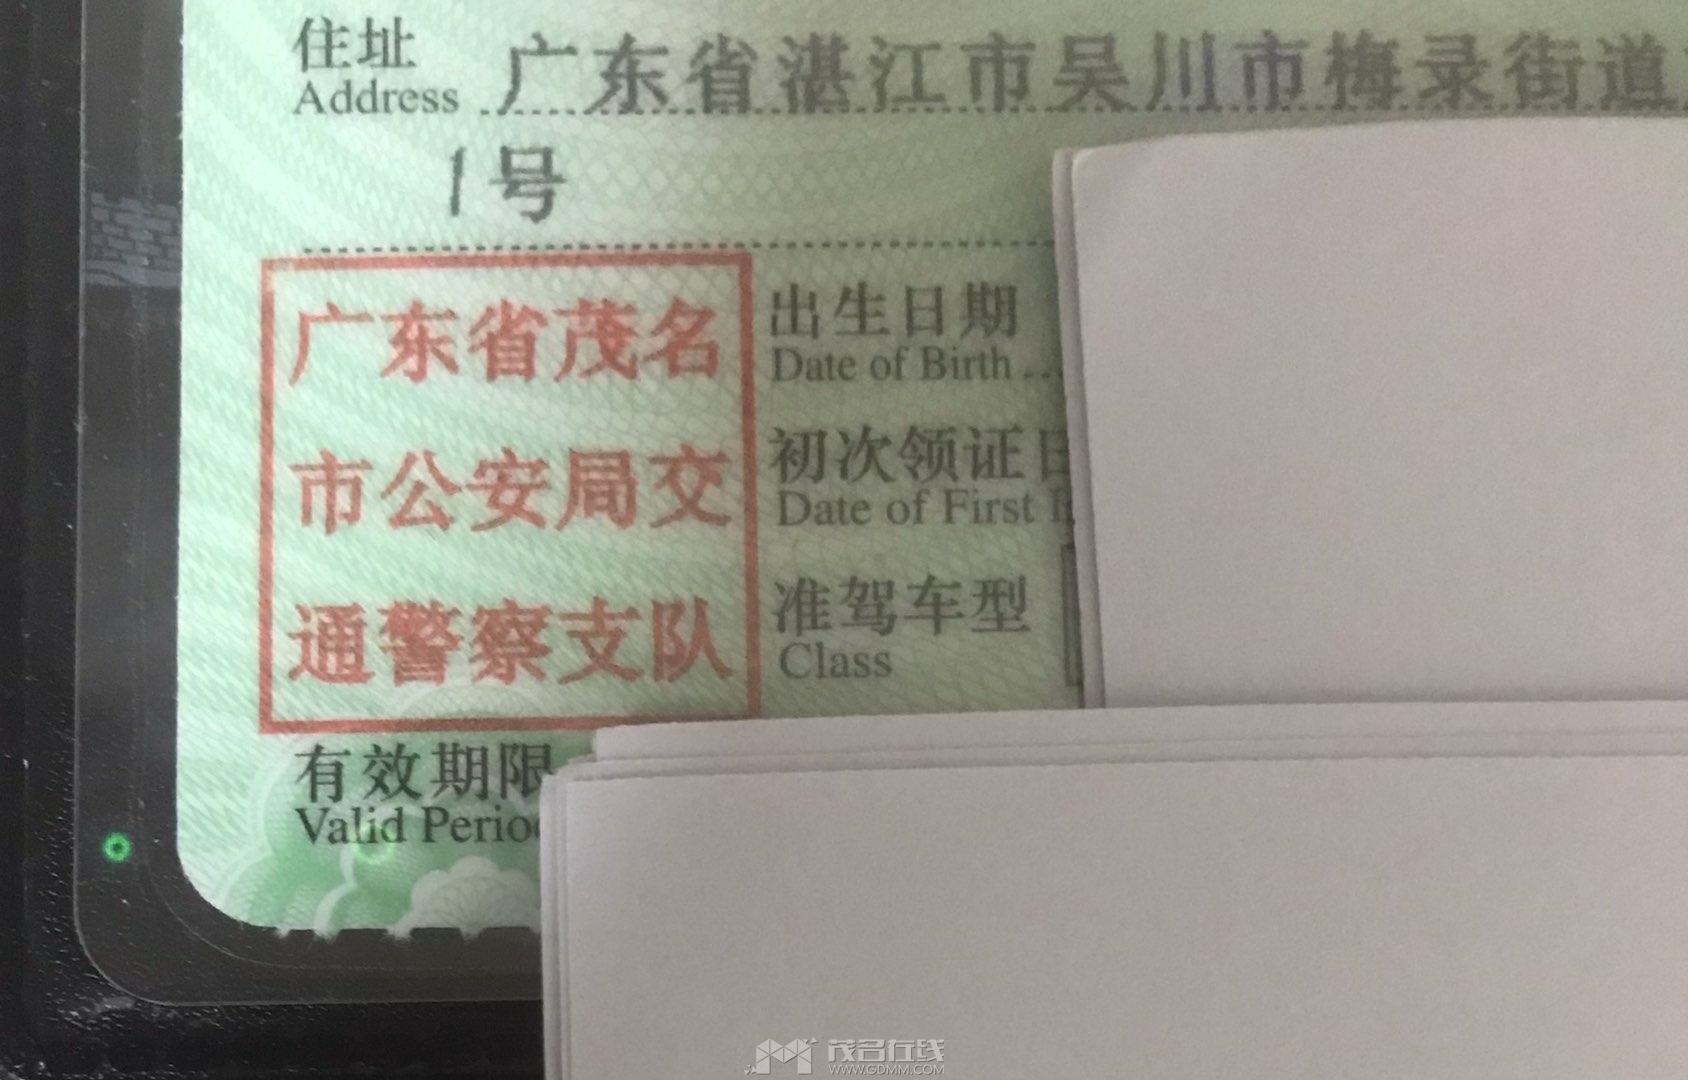 住址
Address
广东省湛江市吴川市梅录街道
1号
广东省茂名
市公安局交
通警察支队
出生日期
Date of Birth
初次领证日
Date of First I
准驾车型
Class
有效期限
Valid Perio
茂名在线
WWW.GDMM.COM